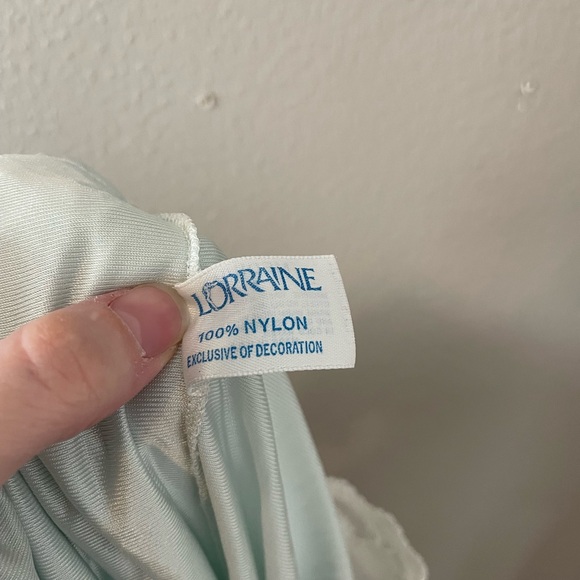 LORRAINE
100% NYLON
EXCLUSIVE OF DECORATION